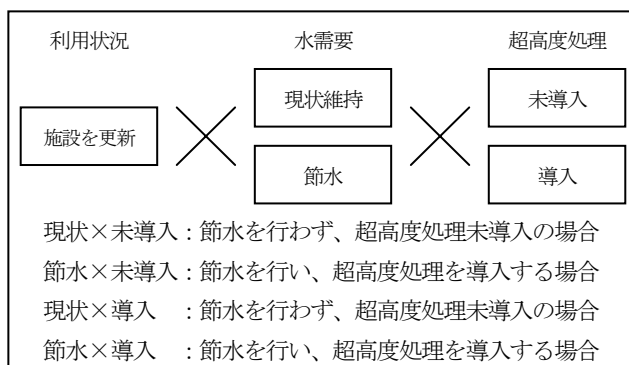 利用状況 水需要 超高度処理
現状維持 未導入
施設を更新
節水 導入
現状×未導入：節水を行わず、超高度処理未導入の場合
節水×未導入：節水を行い、超高度処理を導入する場合
現状×導入 ：節水を行わず、超高度処理未導入の場合
節水×導入 ：節水を行い、超高度処理を導入する場合